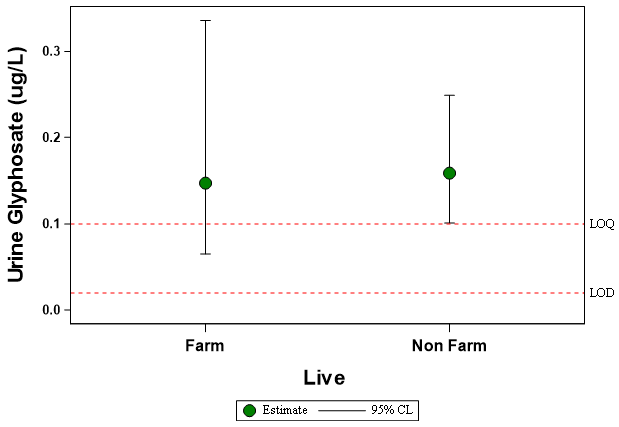 Urine Glyphosate (ug/L)
0.3
0.2
0.1
0.0
LOQ
LOD
Farm
Non Farm
Live
Estimate
95% CL